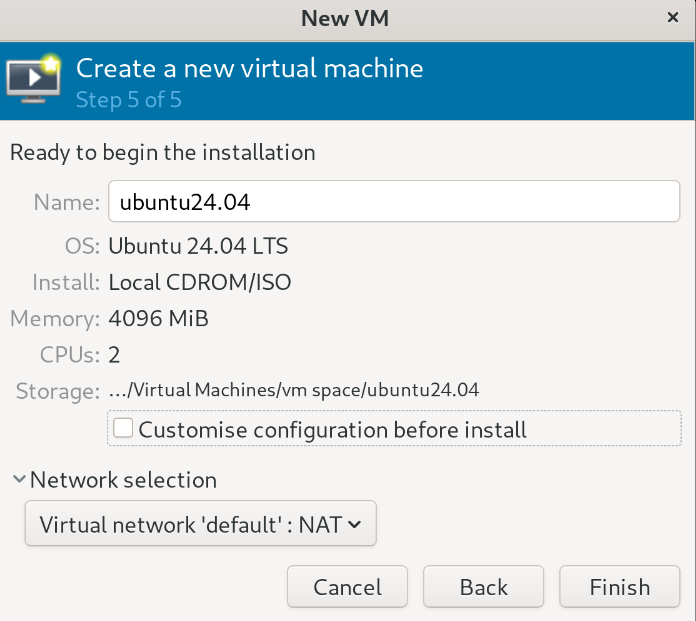 New VM
Create a new virtual machine
Step 5 of 5
Ready to begin the installation
Name: ubuntu24.04
OS: Ubuntu 24.04 LTS
Install: Local CDROM/ISO
Memory: 4096 MiB
CPUs: 2
Storage: .../Virtual Machines/vm space/ubuntu24.04
Customise configuration before install
Network selection
Virtual network 'default' : NAT
Cancel Back Finish